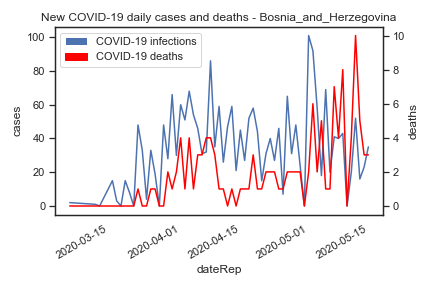 New COVID-19 daily cases and deaths - Bosnia_and_Herzegovina
COVID-19 infections
COVID-19 deaths
100
80
60
40
20
0
cases
10
8
6
4
2
0
deaths
2020-03-15
2020-04-01
2020-04-15
2020-05-01
2020-05-15
dateRep